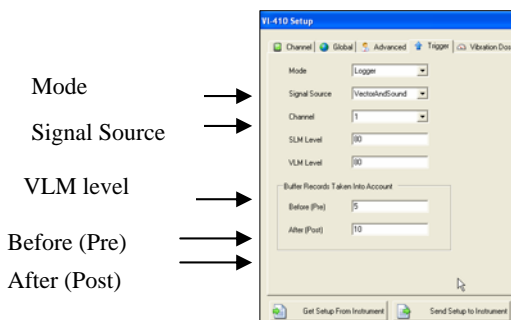 Mode
Signal Source
VLM level
Before (Pre)
After (Post)
VI-410 Setup
Channel Global Advanced Trigger Vibration Dos
Mode Logger
Signal Source VectorAndSound
Channel 1
SLM Level 80
VLM Level 80
Buffer Records Taken Into Account
Before (Pre) 5
After (Post) 10
Get Setup From Instrument Send Setup to Instrument